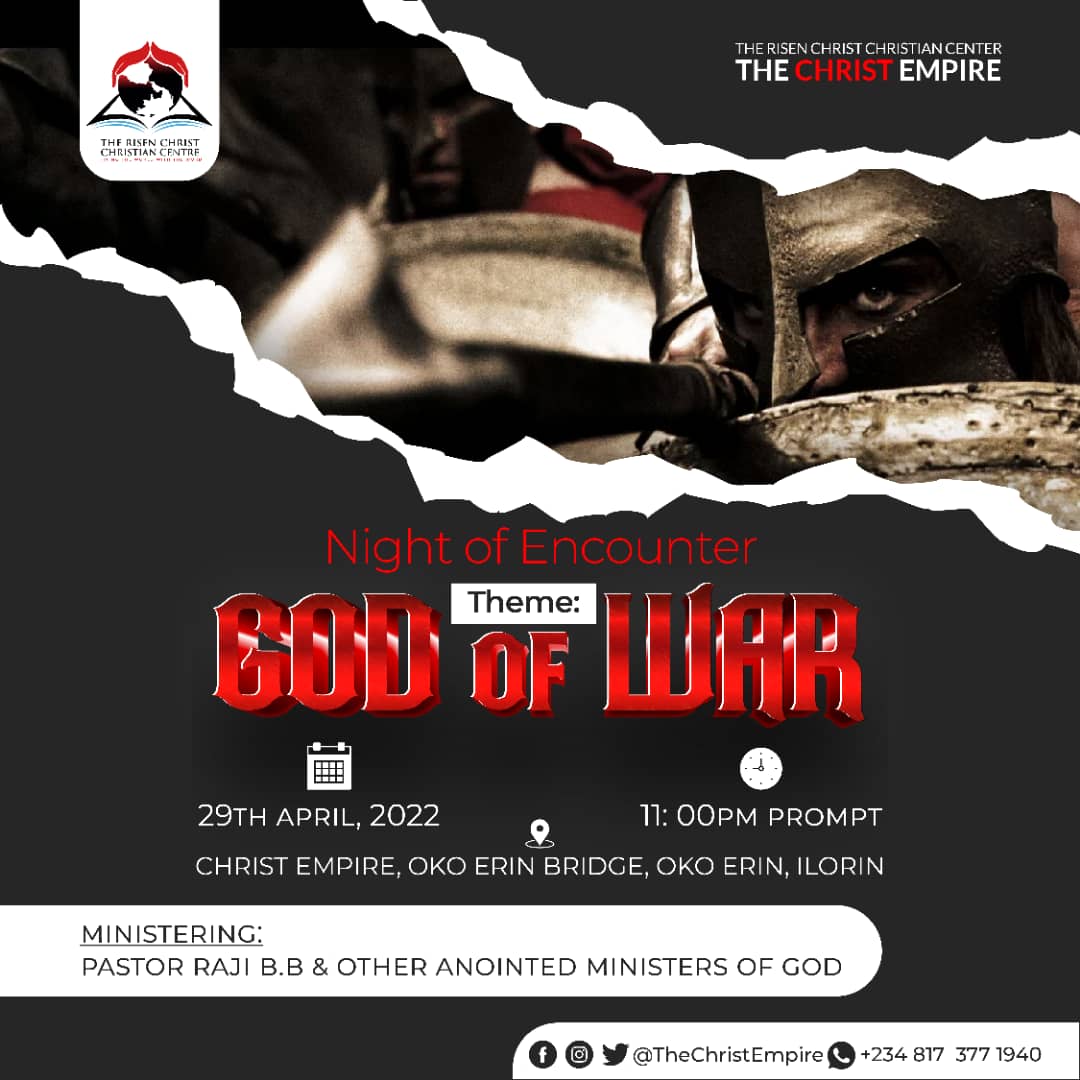 THE RISEN CHRIST
CHRISTIAN CENTRE
THE RISEN CHRIST CHRISTIAN CENTER
THE CHRIST EMPIRE
Night of Encounter
Theme:
GOD OF WAR
29TH APRIL, 2022
11: 00PM PROMPT
CHRIST EMPIRE, OKO ERIN BRIDGE, OKO ERIN, ILORIN
MINISTERING:
PASTOR RAJI B.B & OTHER ANOINTED MINISTERS OF GOD
@TheChristEmpire +234 817 377 1940